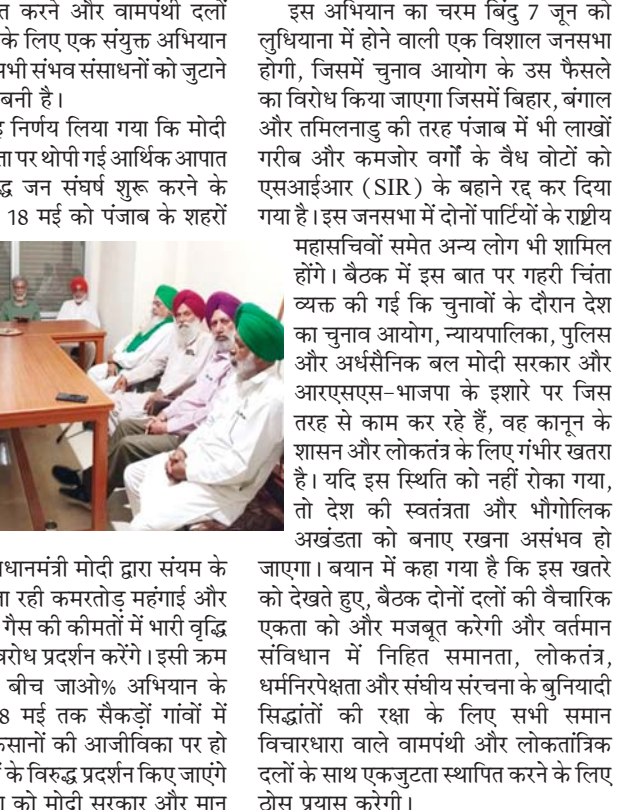 करने और वामपंथी दलों
के लिए एक संयुक्त अभियान
सभी संभव संसाधनों को जुटाने
बनी है।
निर्णय लिया गया कि मोदी
पर थोपी गई आर्थिक आपात
जन संघर्ष शुरू करने के
18 मई को पंजाब के शहरों
प्रधानमंत्री मोदी द्वारा संयम के
रही कमरतोड़ महंगाई और
गैस की कीमतों में भारी वृद्धि
विरोध प्रदर्शन करेंगे। इसी क्रम
बीच जाओ% अभियान के
8 मई तक सैकड़ों गांवों में
किसानों की आजीविका पर हो
के विरुद्ध प्रदर्शन किए जाएंगे
को मोदी सरकार और मान
इस अभियान का चरम बिंदु 7 जून को
लुधियाना में होने वाली एक विशाल जनसभा
होगी, जिसमें चुनाव आयोग के उस फैसले
का विरोध किया जाएगा जिसमें बिहार, बंगाल
और तमिलनाडु की तरह पंजाब में भी लाखों
गरीब और कमजोर वर्गों के वैध वोटों को
एसआईआर (SIR) के बहाने रद्द कर दिया
गया है। इस जनसभा में दोनों पार्टियों के राष्ट्रीय
महासचिवों समेत अन्य लोग भी शामिल
होंगे। बैठक में इस बात पर गहरी चिंता
व्यक्त की गई कि चुनावों के दौरान देश
का चुनाव आयोग, न्यायपालिका, पुलिस
और अर्धसैनिक बल मोदी सरकार और
आरएसएस-भाजपा के इशारे पर जिस
तरह से काम कर रहे हैं, वह कानून के
शासन और लोकतंत्र के लिए गंभीर खतरा
है। यदि इस स्थिति को नहीं रोका गया,
तो देश की स्वतंत्रता और भौगोलिक
अखंडता को बनाए रखना असंभव हो
जाएगा। बयान में कहा गया है कि इस खतरे
को देखते हुए, बैठक दोनों दलों की वैचारिक
एकता को और मजबूत करेगी और वर्तमान
संविधान में निहित समानता, लोकतंत्र,
धर्मनिरपेक्षता और संघीय संरचना के बुनियादी
सिद्धांतों की रक्षा के लिए सभी समान
विचारधारा वाले वामपंथी और लोकतांत्रिक
दलों के साथ एकजुटता स्थापित करने के लिए
ठोस प्रयास करेगी।